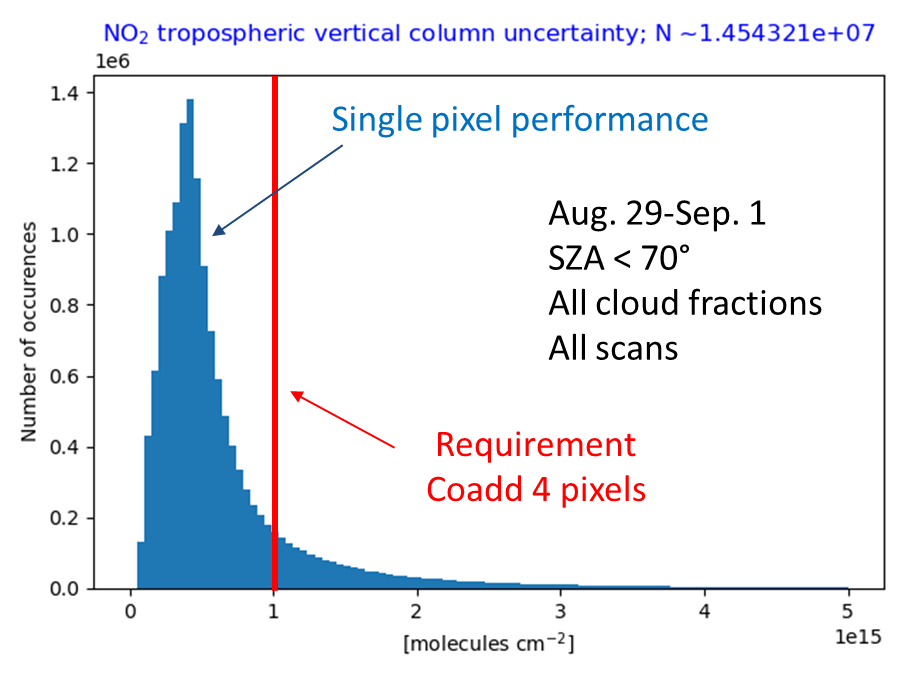 NO₂ tropospheric vertical column uncertainty; N ~1.454321e+07
1e6
1.4
1.2
1.0
0.8
0.6
0.4
0.2
0.0
Number of occurences
Single pixel performance
Aug. 29-Sep. 1
SZA < 70°
All cloud fractions
All scans
Requirement
Coadd 4 pixels
0 1 2 3 4 5
1e15
[molecules cm⁻²]